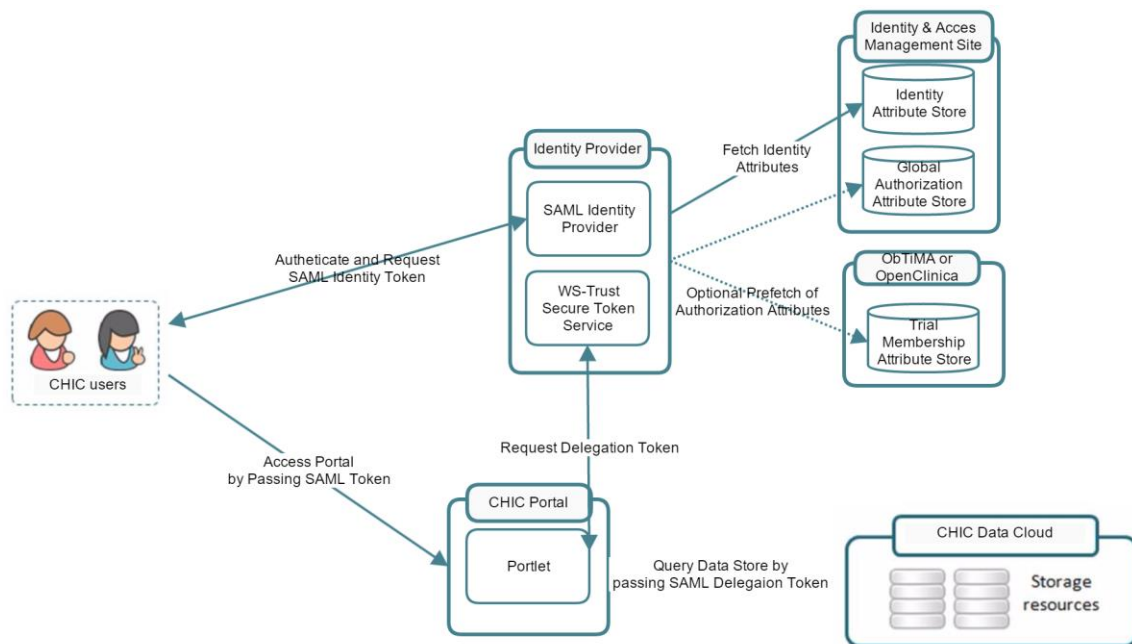 Identity & Acces
Management Site
Identity
Attribute Store
Global
Authorization
Attribute Store
Identity Provider
Fetch Identity
Attributes
SAML Identity
Provider
Autheticate and Request
SAML Identity Token
WS-Trust
Secure Token
Service
ObTiMA or
OpenClinica
Optional Prefetch of
Authorization Attributes
Trial
Membership
Attribute Store
CHIC users
Request Delegation Token
Access Portal
by Passing SAML Token
CHIC Portal
Portlet
Query Data Store by
passing SAML Delegaion Token
CHIC Data Cloud
Storage
resources